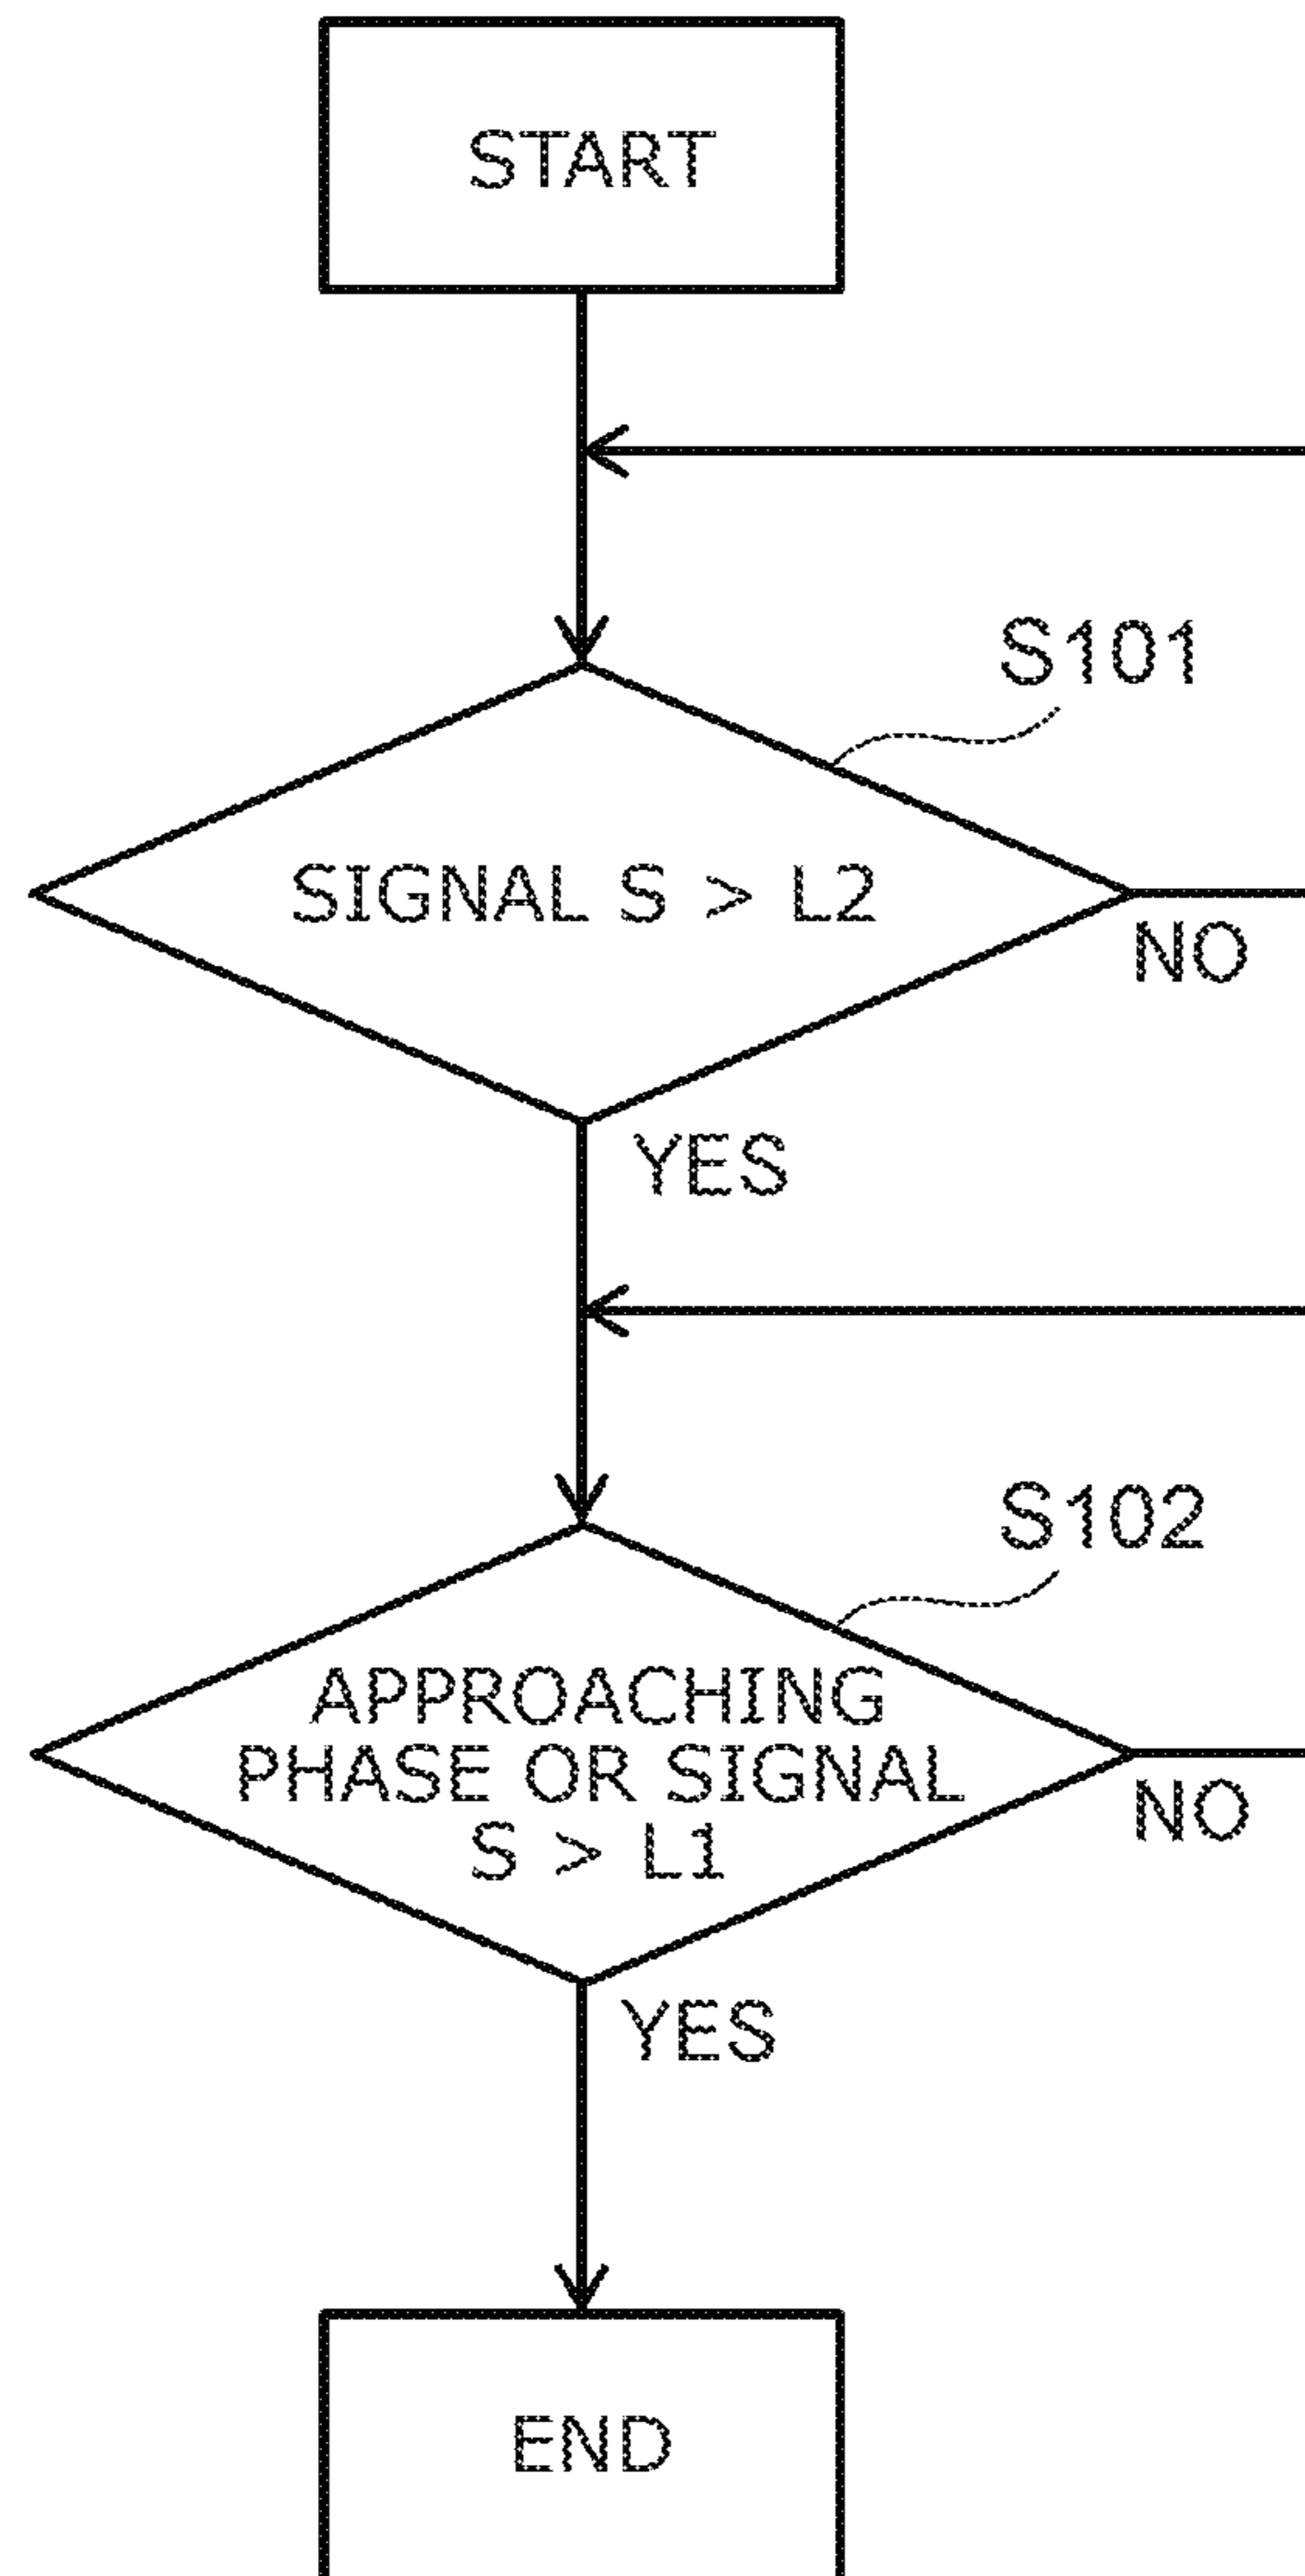 START
S101
SIGNAL S > L2
NO
YES
S102
APPROACHING
PHASE OR SIGNAL
S > L1
NO
YES
END